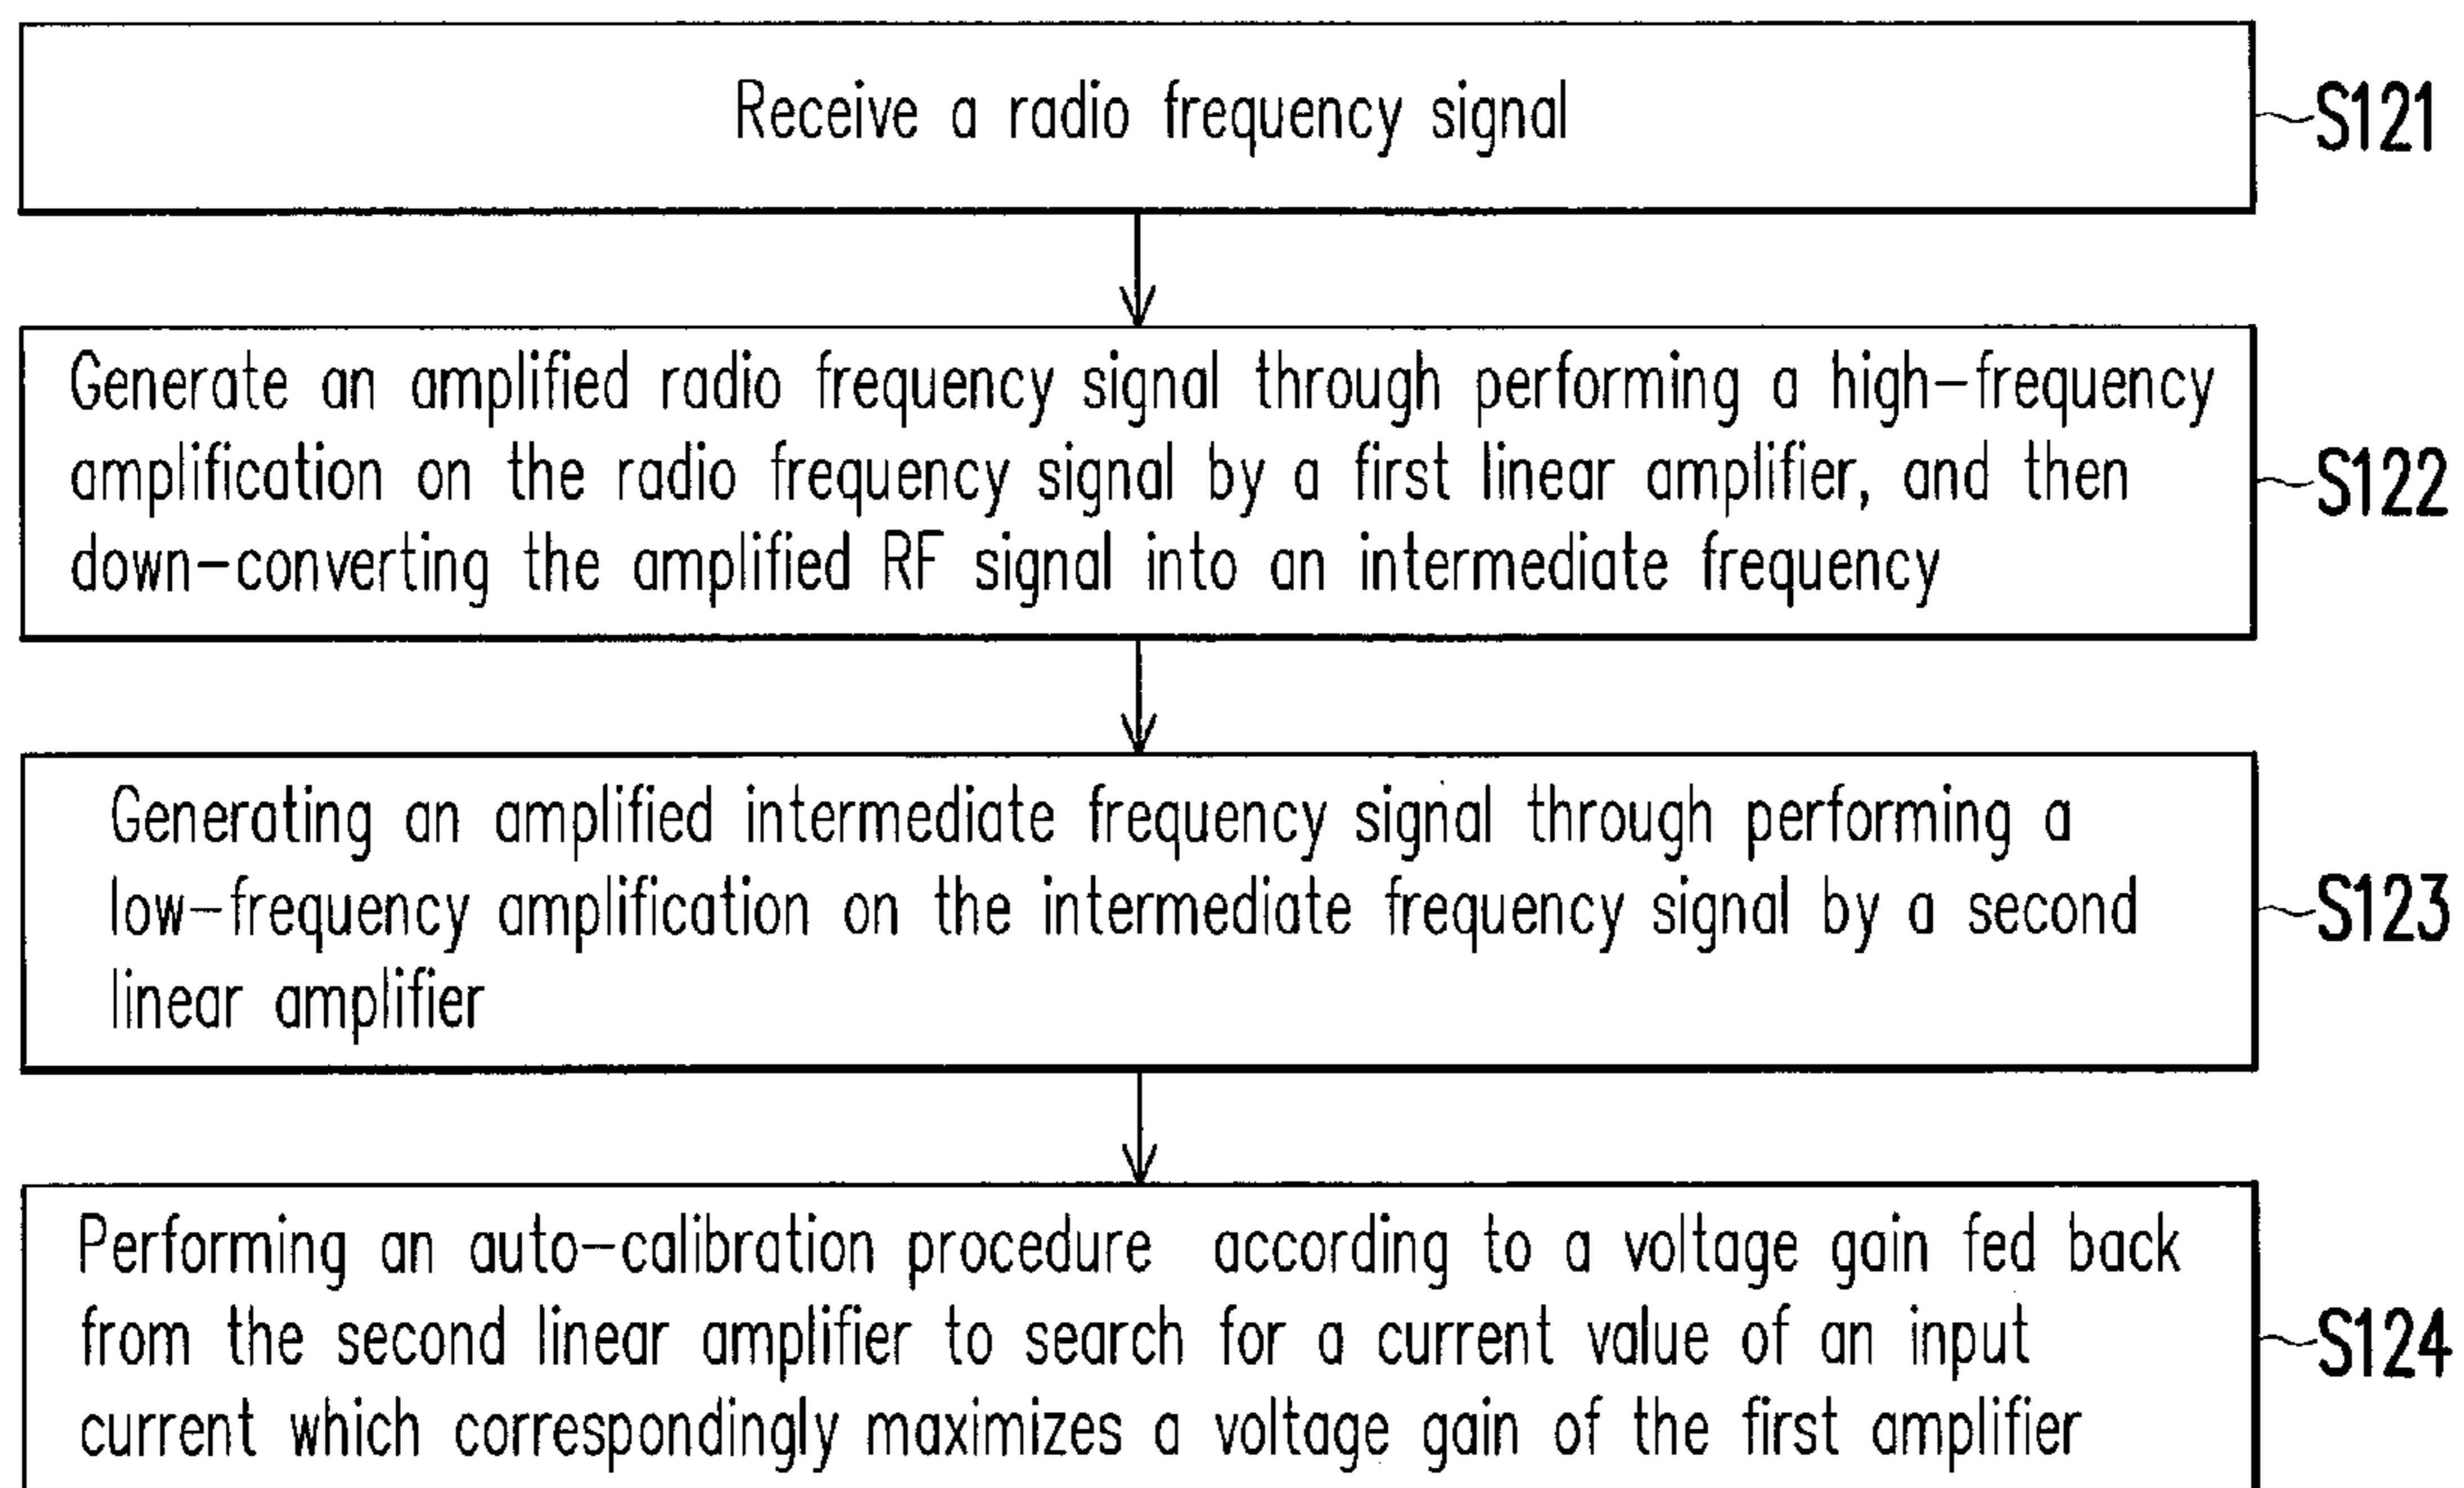 Receive a radio frequency signal
S121
Generate an amplified radio frequency signal through performing a high-frequency
amplification on the radio frequency signal by a first linear amplifier, and then
down-converting the amplified RF signal into an intermediate frequency
S122
Generating an amplified intermediate frequency signal through performing a
low-frequency amplification on the intermediate frequency signal by a second
linear amplifier
S123
Performing an auto-calibration procedure according to a voltage gain fed back
from the second linear amplifier to search for a current value of an input
current which correspondingly maximizes a voltage gain of the first amplifier
S124